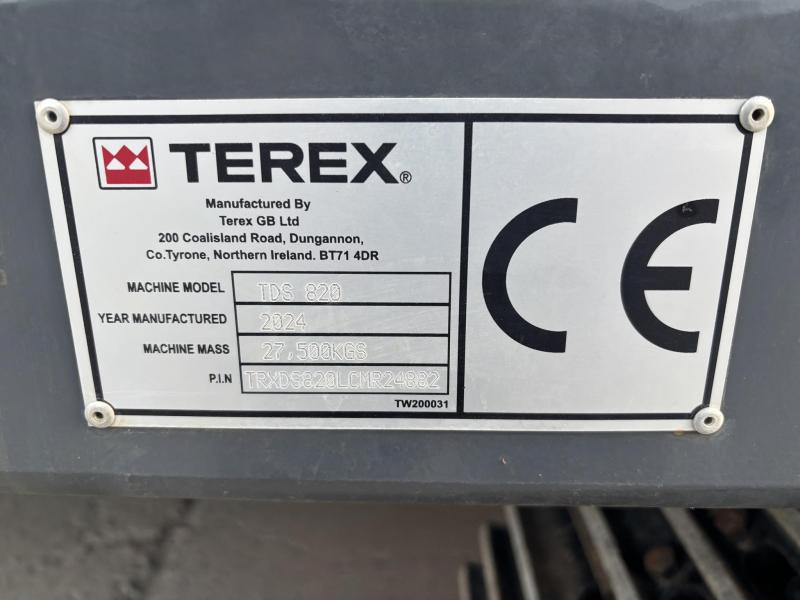 TEREX®
Manufactured By
Terex GB Ltd
200 Coalisland Road, Dungannon,
Co.Tyrone, Northern Ireland. BT71 4DR
MACHINE MODEL TDS 820
YEAR MANUFACTURED 2024
MACHINE MASS 27,500KGS
P.I.N TRXDS820LCMR24882
TW200031
CE